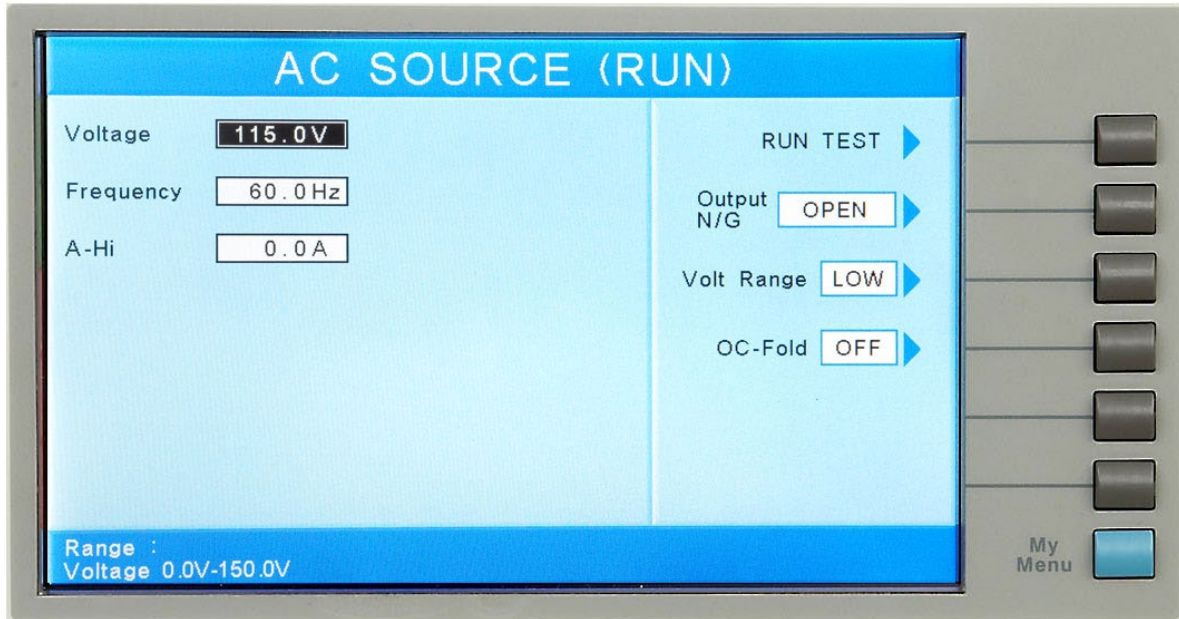 AC SOURCE (RUN)
Voltage 115.0V
Frequency 60.0Hz
A-Hi 0.0A
RUN TEST
Output N/G OPEN
Volt Range LOW
OC-Fold OFF
Range :
Voltage 0.0V-150.0V
My
Menu